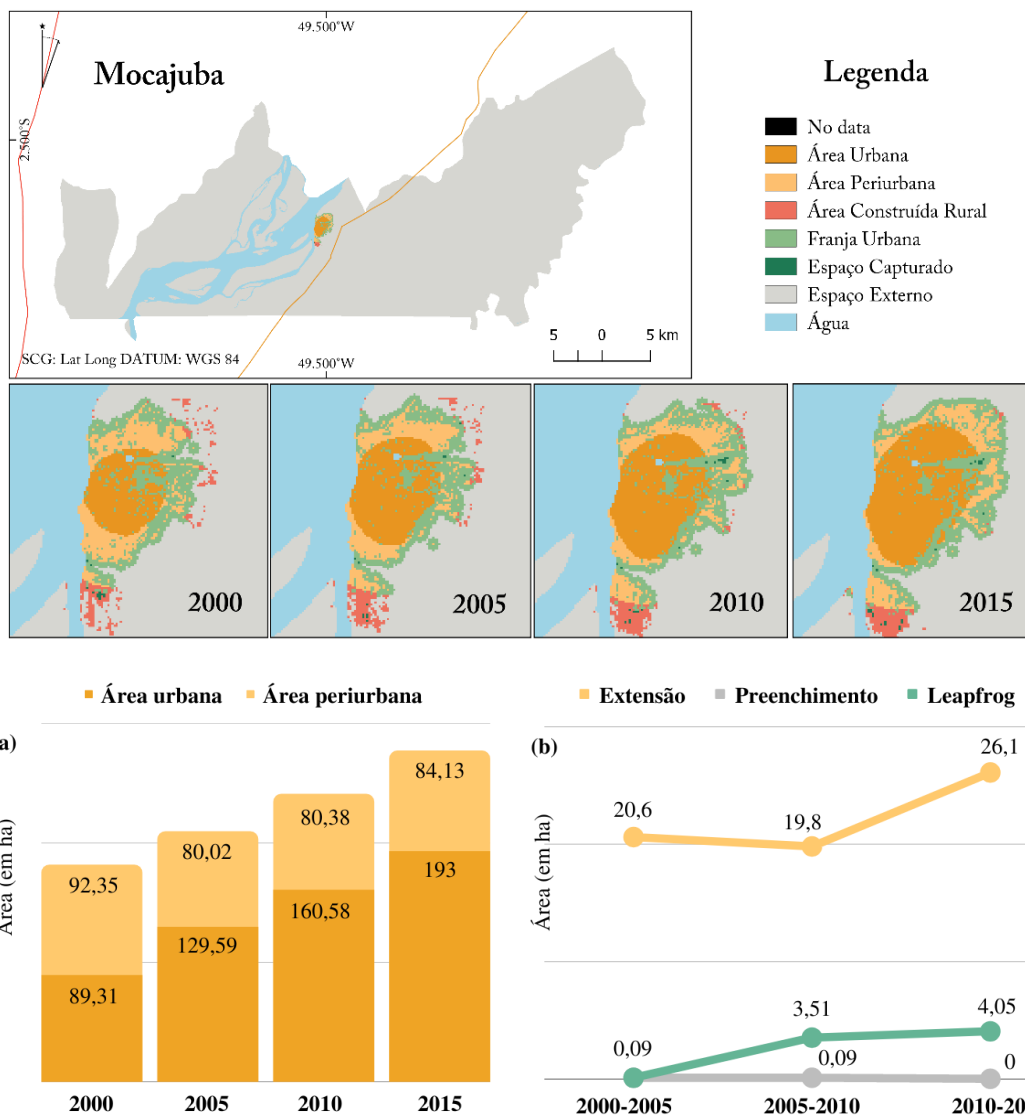 49.500°W
Mocajuba
2.500°S
5 0 5 km
SCG: Lat Long DATUM: WGS 84
49.500°W
Legenda
No data
Área Urbana
Área Periurbana
Área Construída Rural
Franja Urbana
Espaço Capturado
Espaço Externo
Água
2000
2005
2010
2015
Área urbana Área periurbana
a)
Área (em ha)
92,35
89,31
80,02
129,59
80,38
160,58
84,13
193
2000 2005 2010 2015
Extensão Preenchimento Leapfrog
(b)
Área (em ha)
20,6
19,8
26,1
0,09
3,51
0,09
4,05
0
2000-2005 2005-2010 2010-20